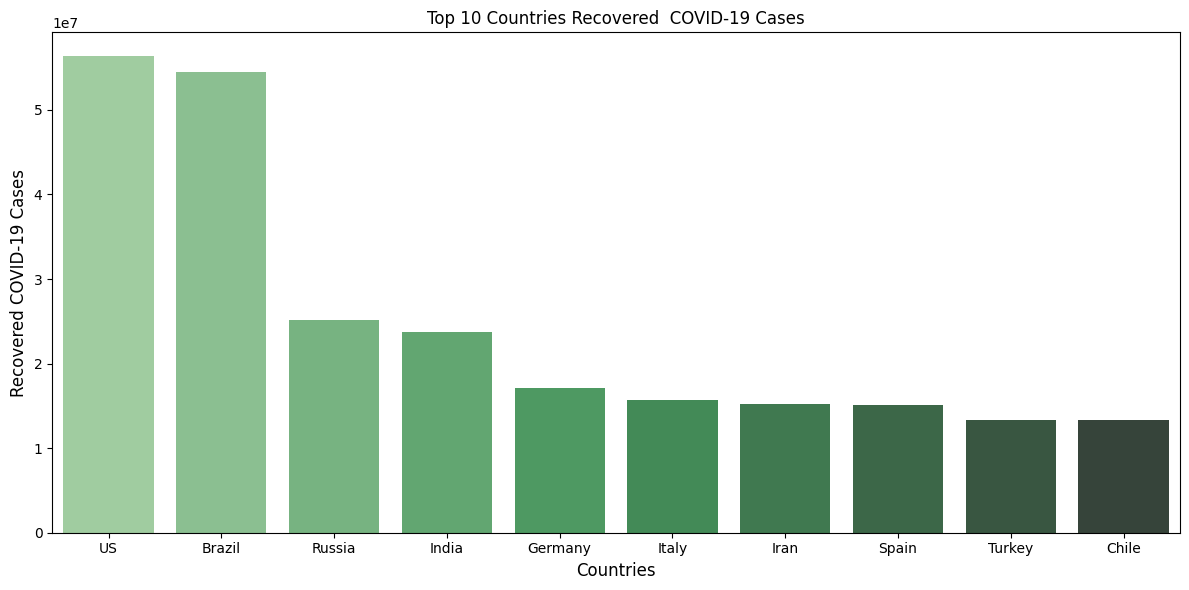 Top 10 Countries Recovered  COVID-19 Cases
1e7
5
4
3
2
1
0
Recovered COVID-19 Cases
US Brazil Russia India Germany Italy Iran Spain Turkey Chile
Countries